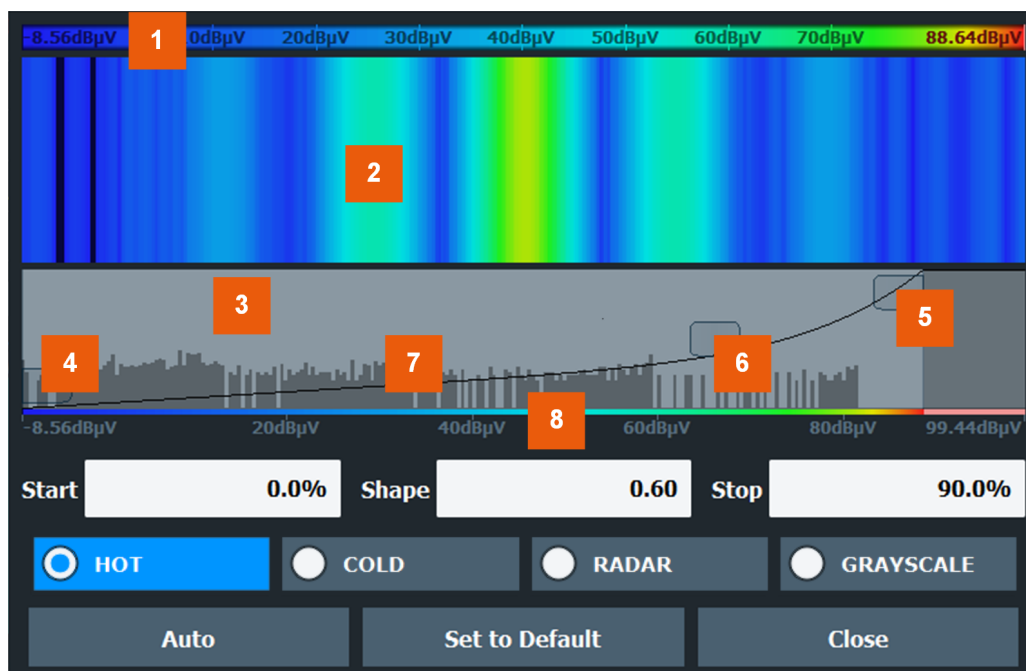 -8.56dBµV 1 0dBµV 20dBµV 30dBµV 40dBµV 50dBµV 60dBµV 70dBµV 88.64dBµV
2
3
5
4 7 6
8
-8.56dBµV 20dBµV 40dBµV 60dBµV 80dBµV 99.44dBµV
Start 0.0% Shape 0.60 Stop 90.0%
HOT COLD RADAR GRAYSCALE
Auto Set to Default Close